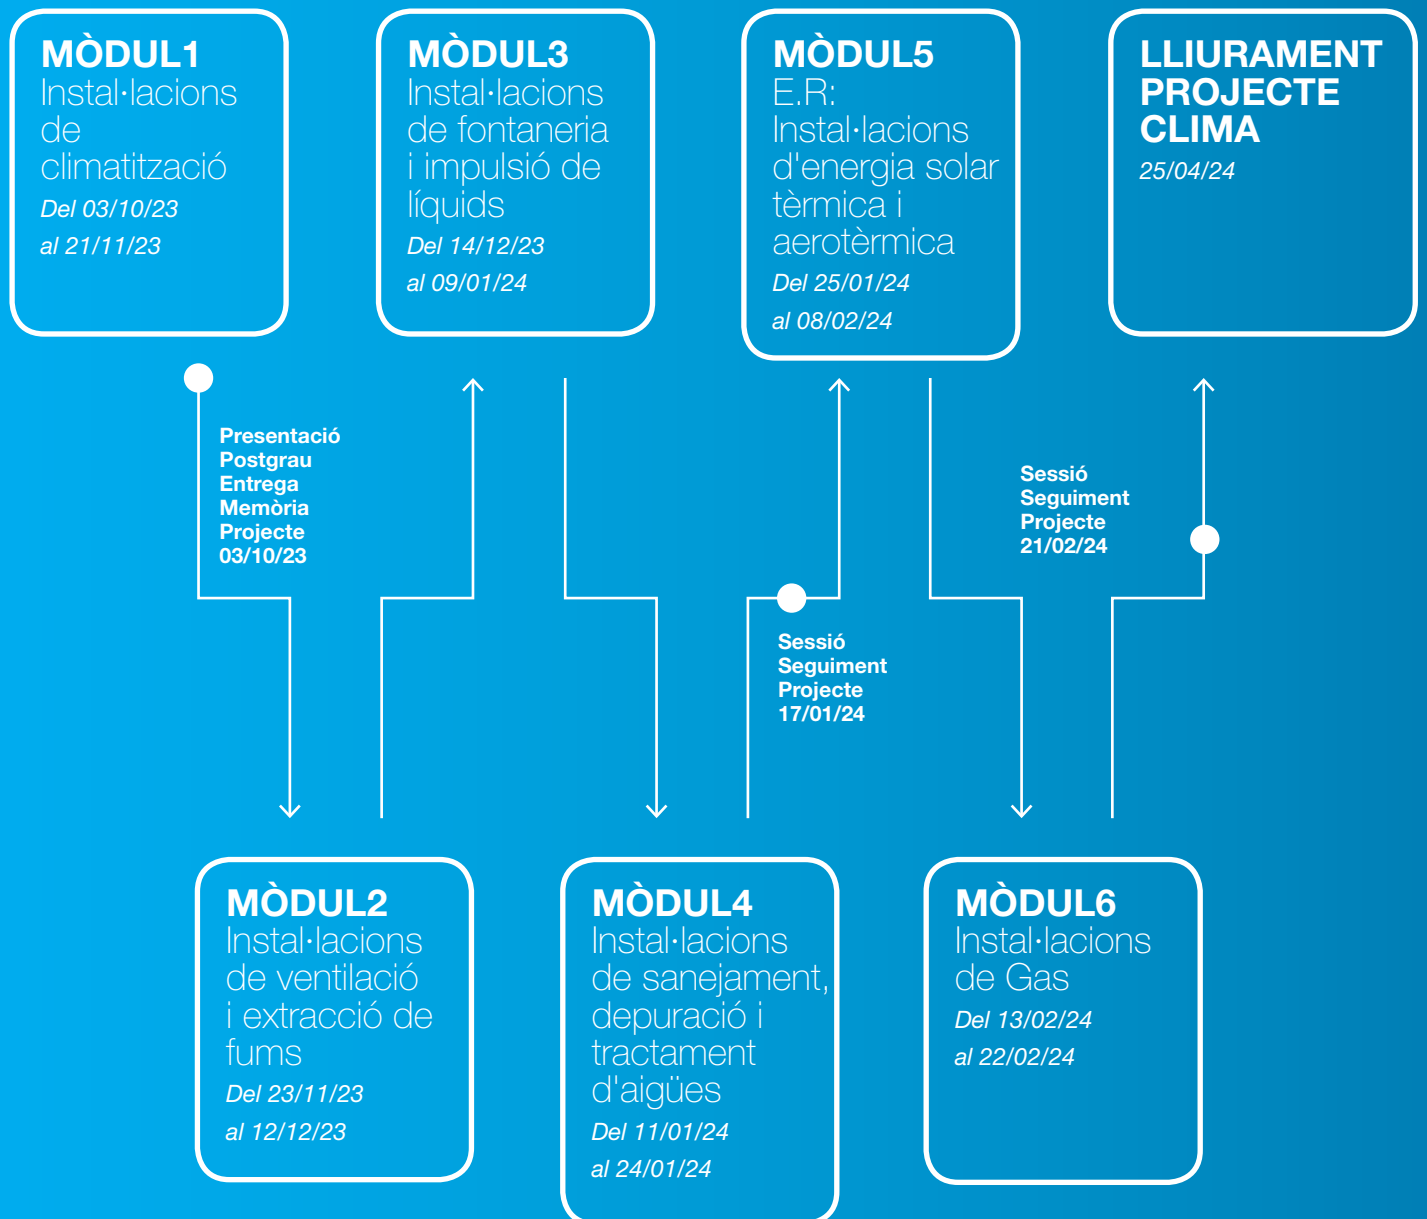 MÒDUL1
Instal·lacions
de
climatització
Del 03/10/23
al 21/11/23
MÒDUL3
Instal·lacions
de fontaneria
i impulsió de
líquids
Del 14/12/23
al 09/01/24
MÒDUL5
E.R:
Instal·lacions
d'energia solar
tèrmica i
aerotèrmica
Del 25/01/24
al 08/02/24
LLIURAMENT
PROJECTE
CLIMA
25/04/24
Presentació
Postgrau
Entrega
Memòria
Projecte
03/10/23
Sessió
Seguiment
Projecte
17/01/24
Sessió
Seguiment
Projecte
21/02/24
MÒDUL2
Instal·lacions
de ventilació
i extracció de
fums
Del 23/11/23
al 12/12/23
MÒDUL4
Instal·lacions
de sanejament,
depuració i
tractament
d'aigües
Del 11/01/24
al 24/01/24
MÒDUL6
Instal·lacions
de Gas
Del 13/02/24
al 22/02/24